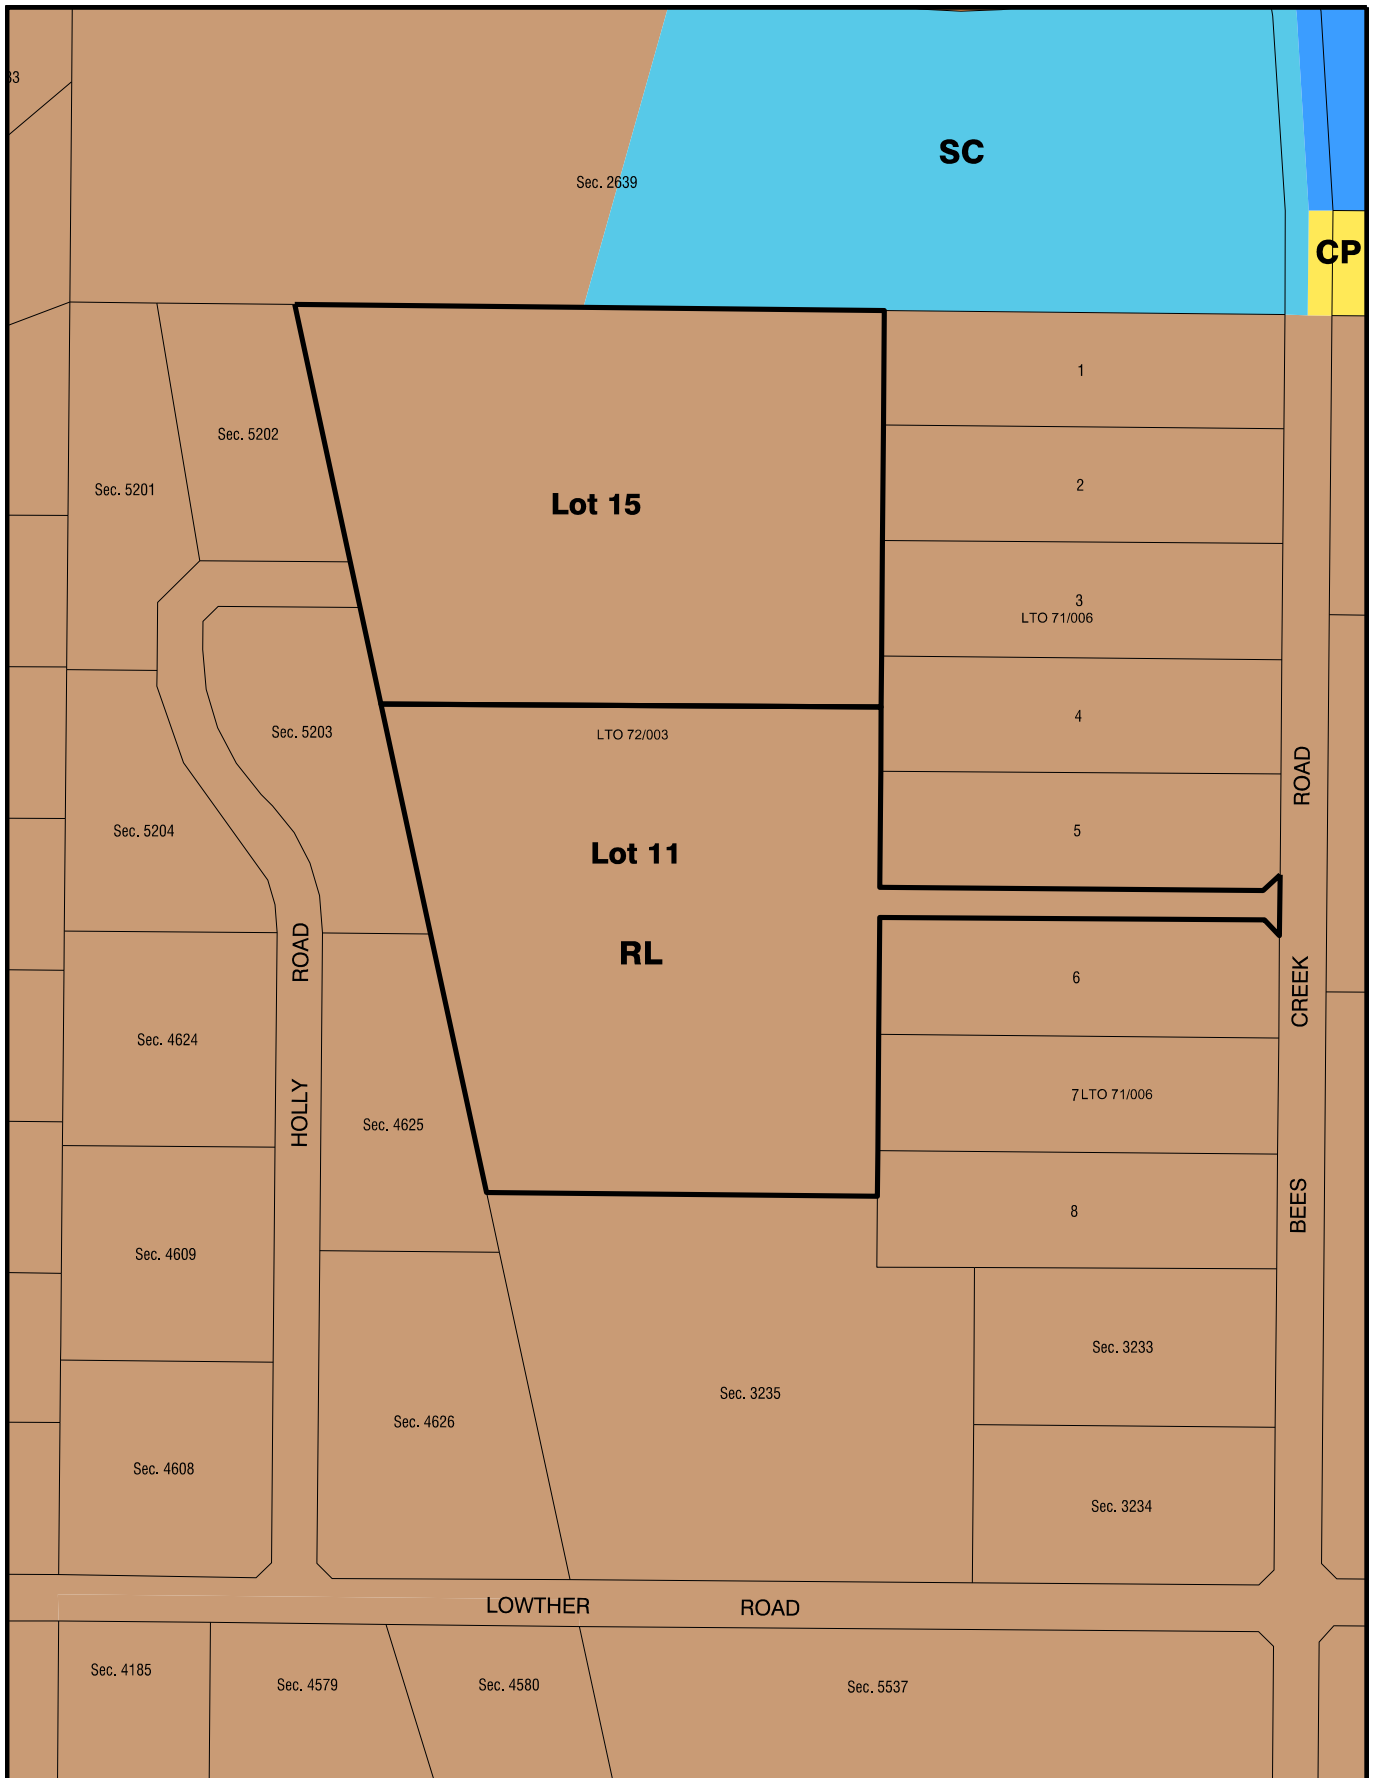 SC
Sec. 2639
CP
1
Sec. 5202
2
Sec. 5201
Lot 15
3
LTO 71/006
4
Sec. 5203
LTO 72/003
ROAD
Sec. 5204
5
Lot 11
ROAD
RL
6
CREEK
Sec. 4624
7 LTO 71/006
HOLLY
Sec. 4625
BEES
8
Sec. 4609
Sec. 3233
Sec. 3235
Sec. 4626
Sec. 4608
Sec. 3234
LOWTHER ROAD
Sec. 4185
Sec. 4579
Sec. 4580
Sec. 5537